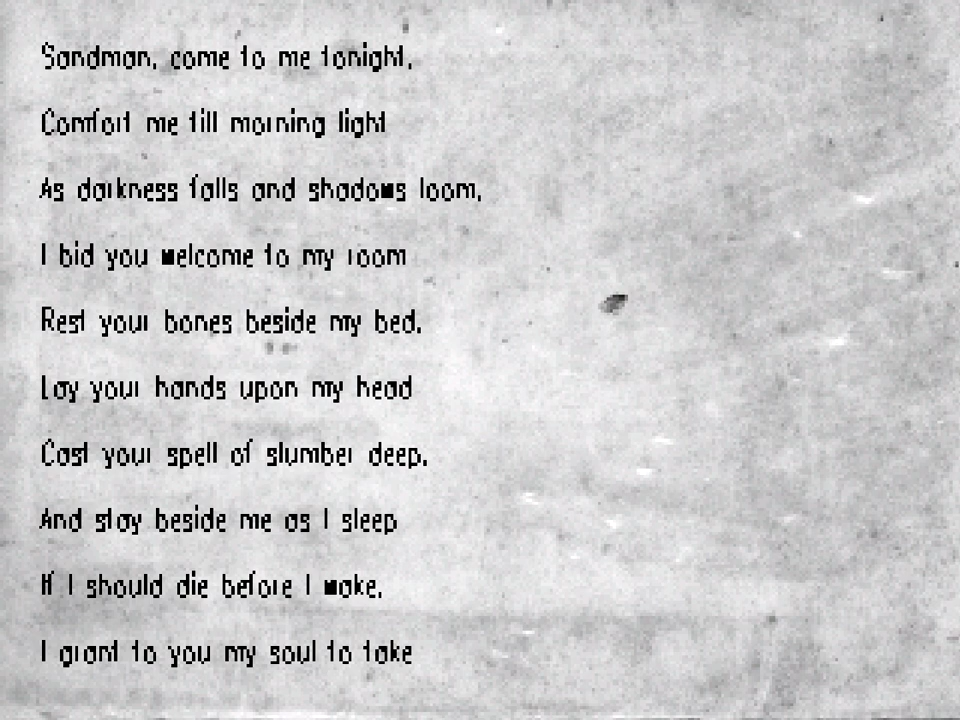 Sandman, come to me tonight,
Comfort me till morning light
As darkness falls and shadows loom,
I bid you welcome to my room
Rest your bones beside my bed,
Lay your hands upon my head
Cast your spell of slumber deep,
And stay beside me as I sleep
If I should die before I wake,
I grant to you my soul to take